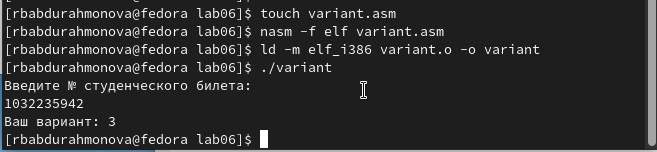 [rbabdurahmonova@fedora lab06]$ touch variant.asm
[rbabdurahmonova@fedora lab06]$ nasm -f elf variant.asm
[rbabdurahmonova@fedora lab06]$ ld -m elf_i386 variant.o -o variant
[rbabdurahmonova@fedora lab06]$ ./variant
Введите № студенческого билета:
1032235942
Ваш вариант: 3
[rbabdurahmonova@fedora lab06]$